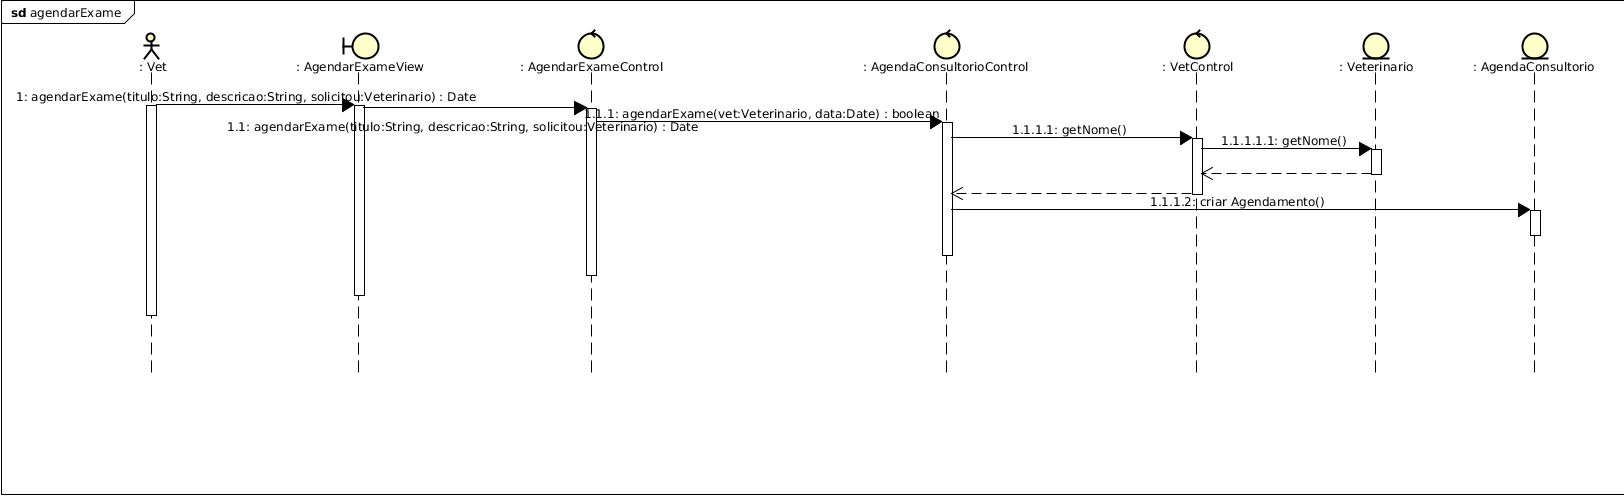 sd agendarExame
: Vet
: AgendarExameView
: AgendarExameControl
: AgendaConsultorioControl
: VetControl
: Veterinario
: AgendaConsultorio
1: agendarExame(titulo:String, descricao:String, solicitou:Veterinario) : Date
1.1.1: agendarExame(vet:Veterinario, data:Date) : boolean
1.1: agendarExame(titulo:String, descricao:String, solicitou:Veterinario) : Date
1.1.1.1: getNome()
1.1.1.1.1: getNome()
1.1.1.2: criar Agendamento()